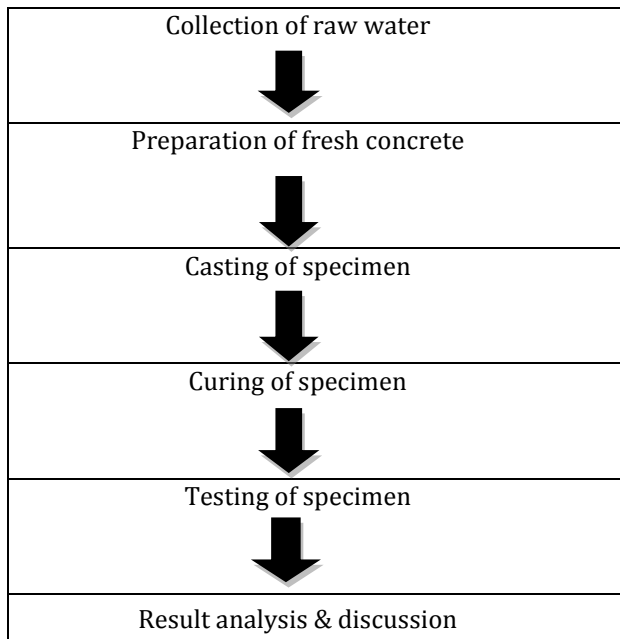 Collection of raw water
Preparation of fresh concrete
Casting of specimen
Curing of specimen
Testing of specimen
Result analysis & discussion